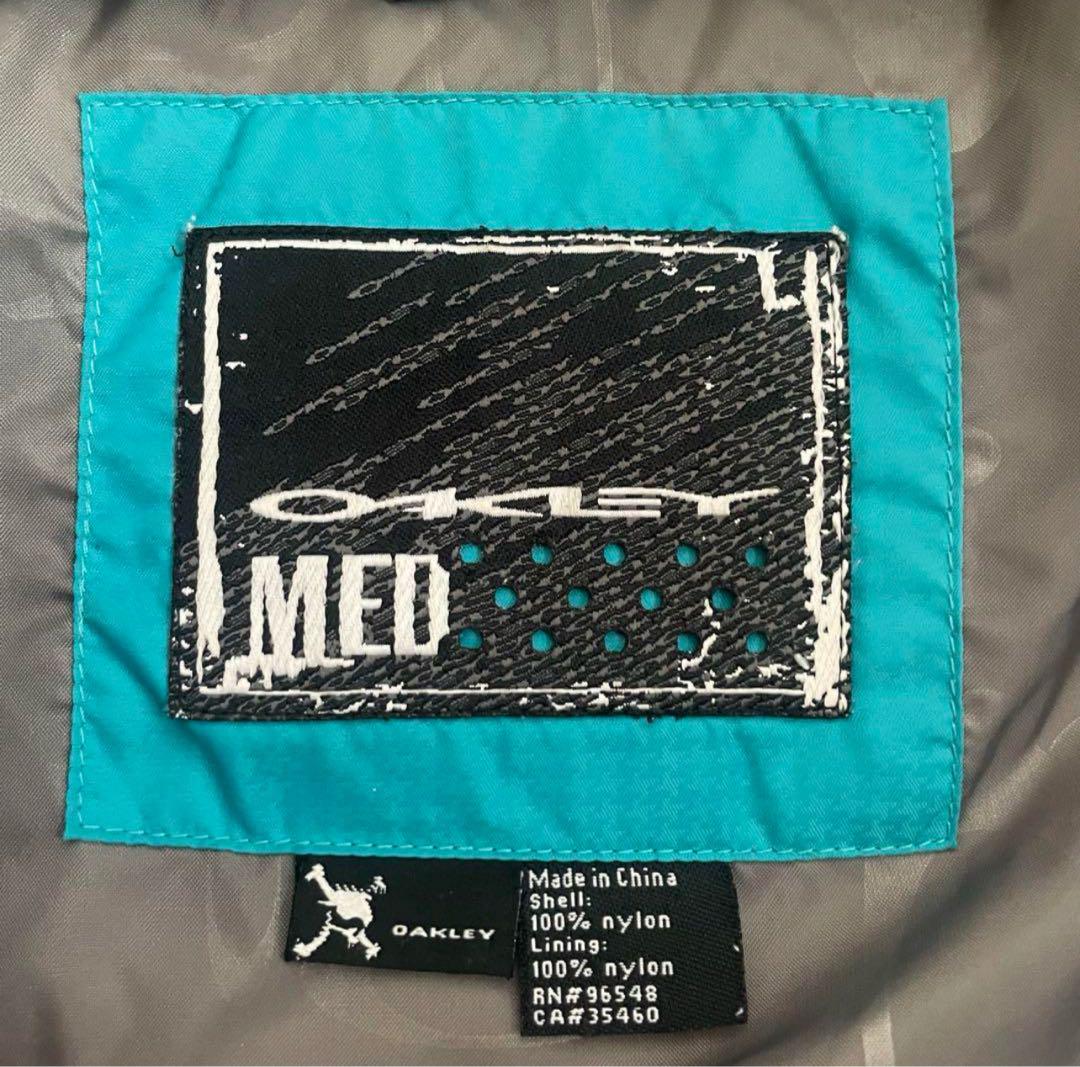 OAKLEY
MED
OAKLEY
Made in China
Shell:
100% nylon
Lining:
100% nylon
RN#96548
CA#35460